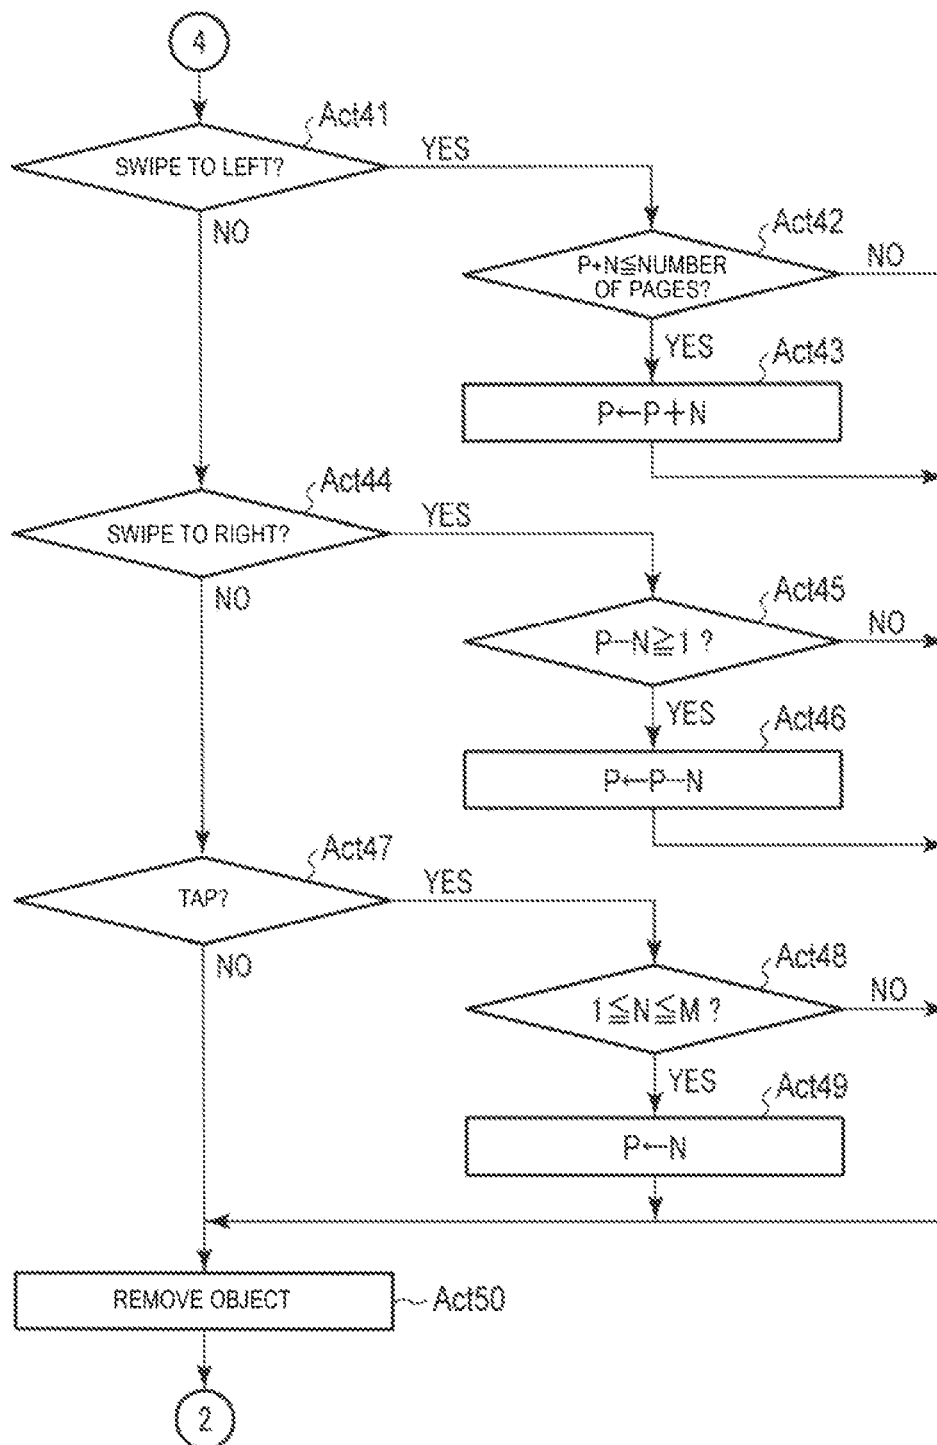 4
Act41
SWIPE TO LEFT?
YES
NO
Act42
P+N≦NUMBER
OF PAGES?
NO
YES
Act43
P←P+N
Act44
SWIPE TO RIGHT?
YES
NO
Act45
P-N≧1 ?
NO
YES
Act46
P←P-N
Act47
TAP?
YES
NO
Act48
1≦N≦M ?
NO
YES
Act49
P←N
REMOVE OBJECT
Act50
2